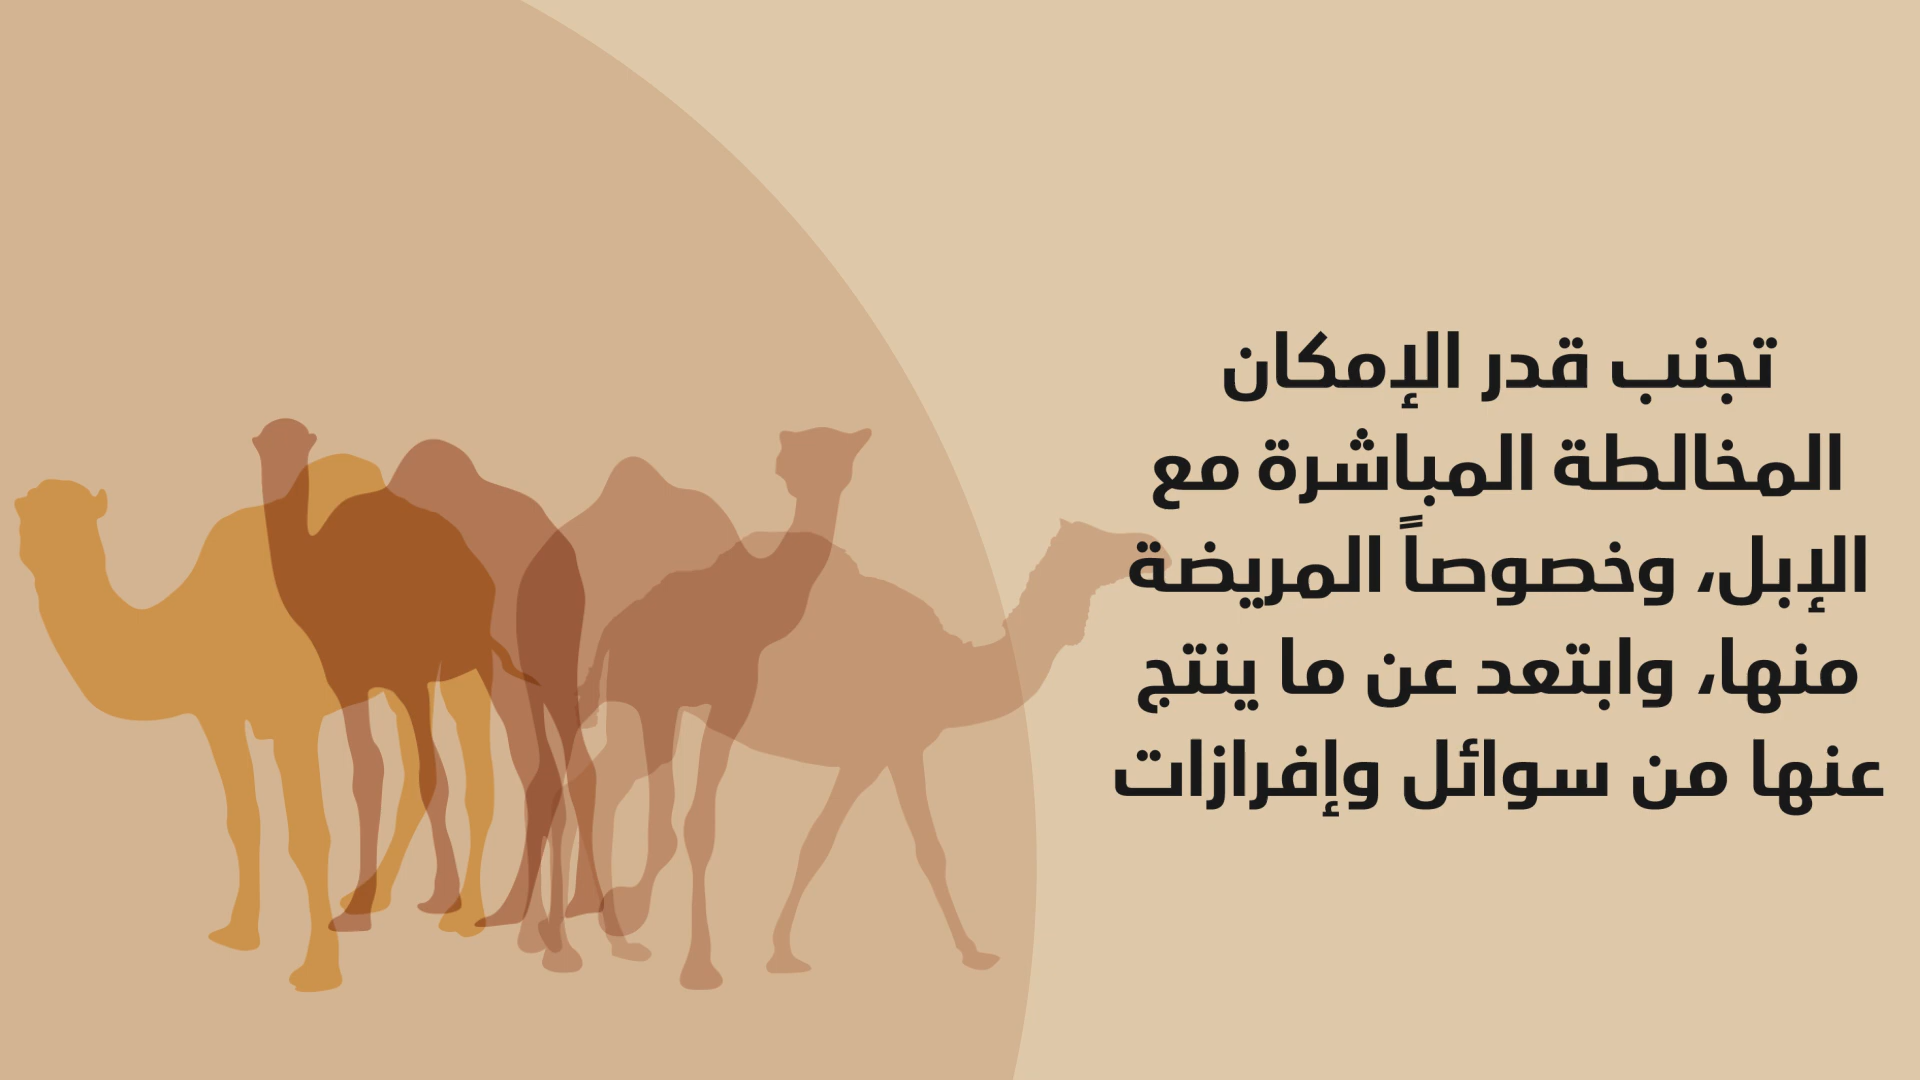 تجنب قدر الإمكان
المخالطة المباشرة مع
الإبل، وخصوصاً المريضة
منها، وابتعد عن ما ينتج
عنها من سوائل وإفرازات